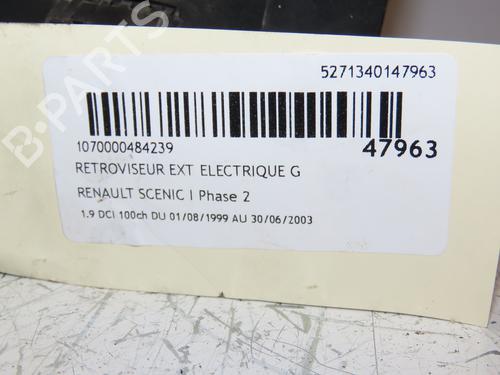 5271340147963
1070000484239
47963
RETROVISEUR EXT ELECTRIQUE G
RENAULT SCENIC I Phase 2
1.9 DCI 100ch DU 01/08/1999 AU 30/06/2003
B-PARTS